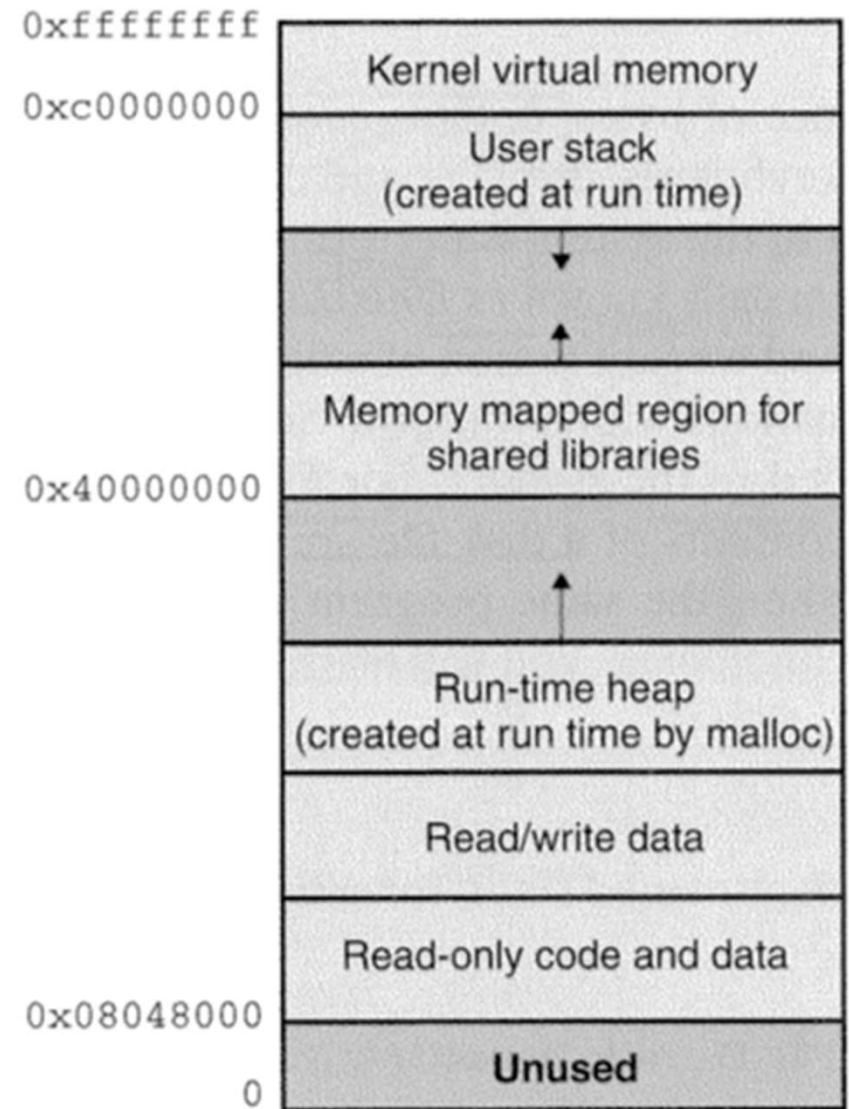 0xffffffff
Kernel virtual memory
0xc0000000
User stack
(created at run time)
Memory mapped region for
shared libraries
0x40000000
Run-time heap
(created at run time by malloc)
Read/write data
Read-only code and data
0x08048000
Unused
0